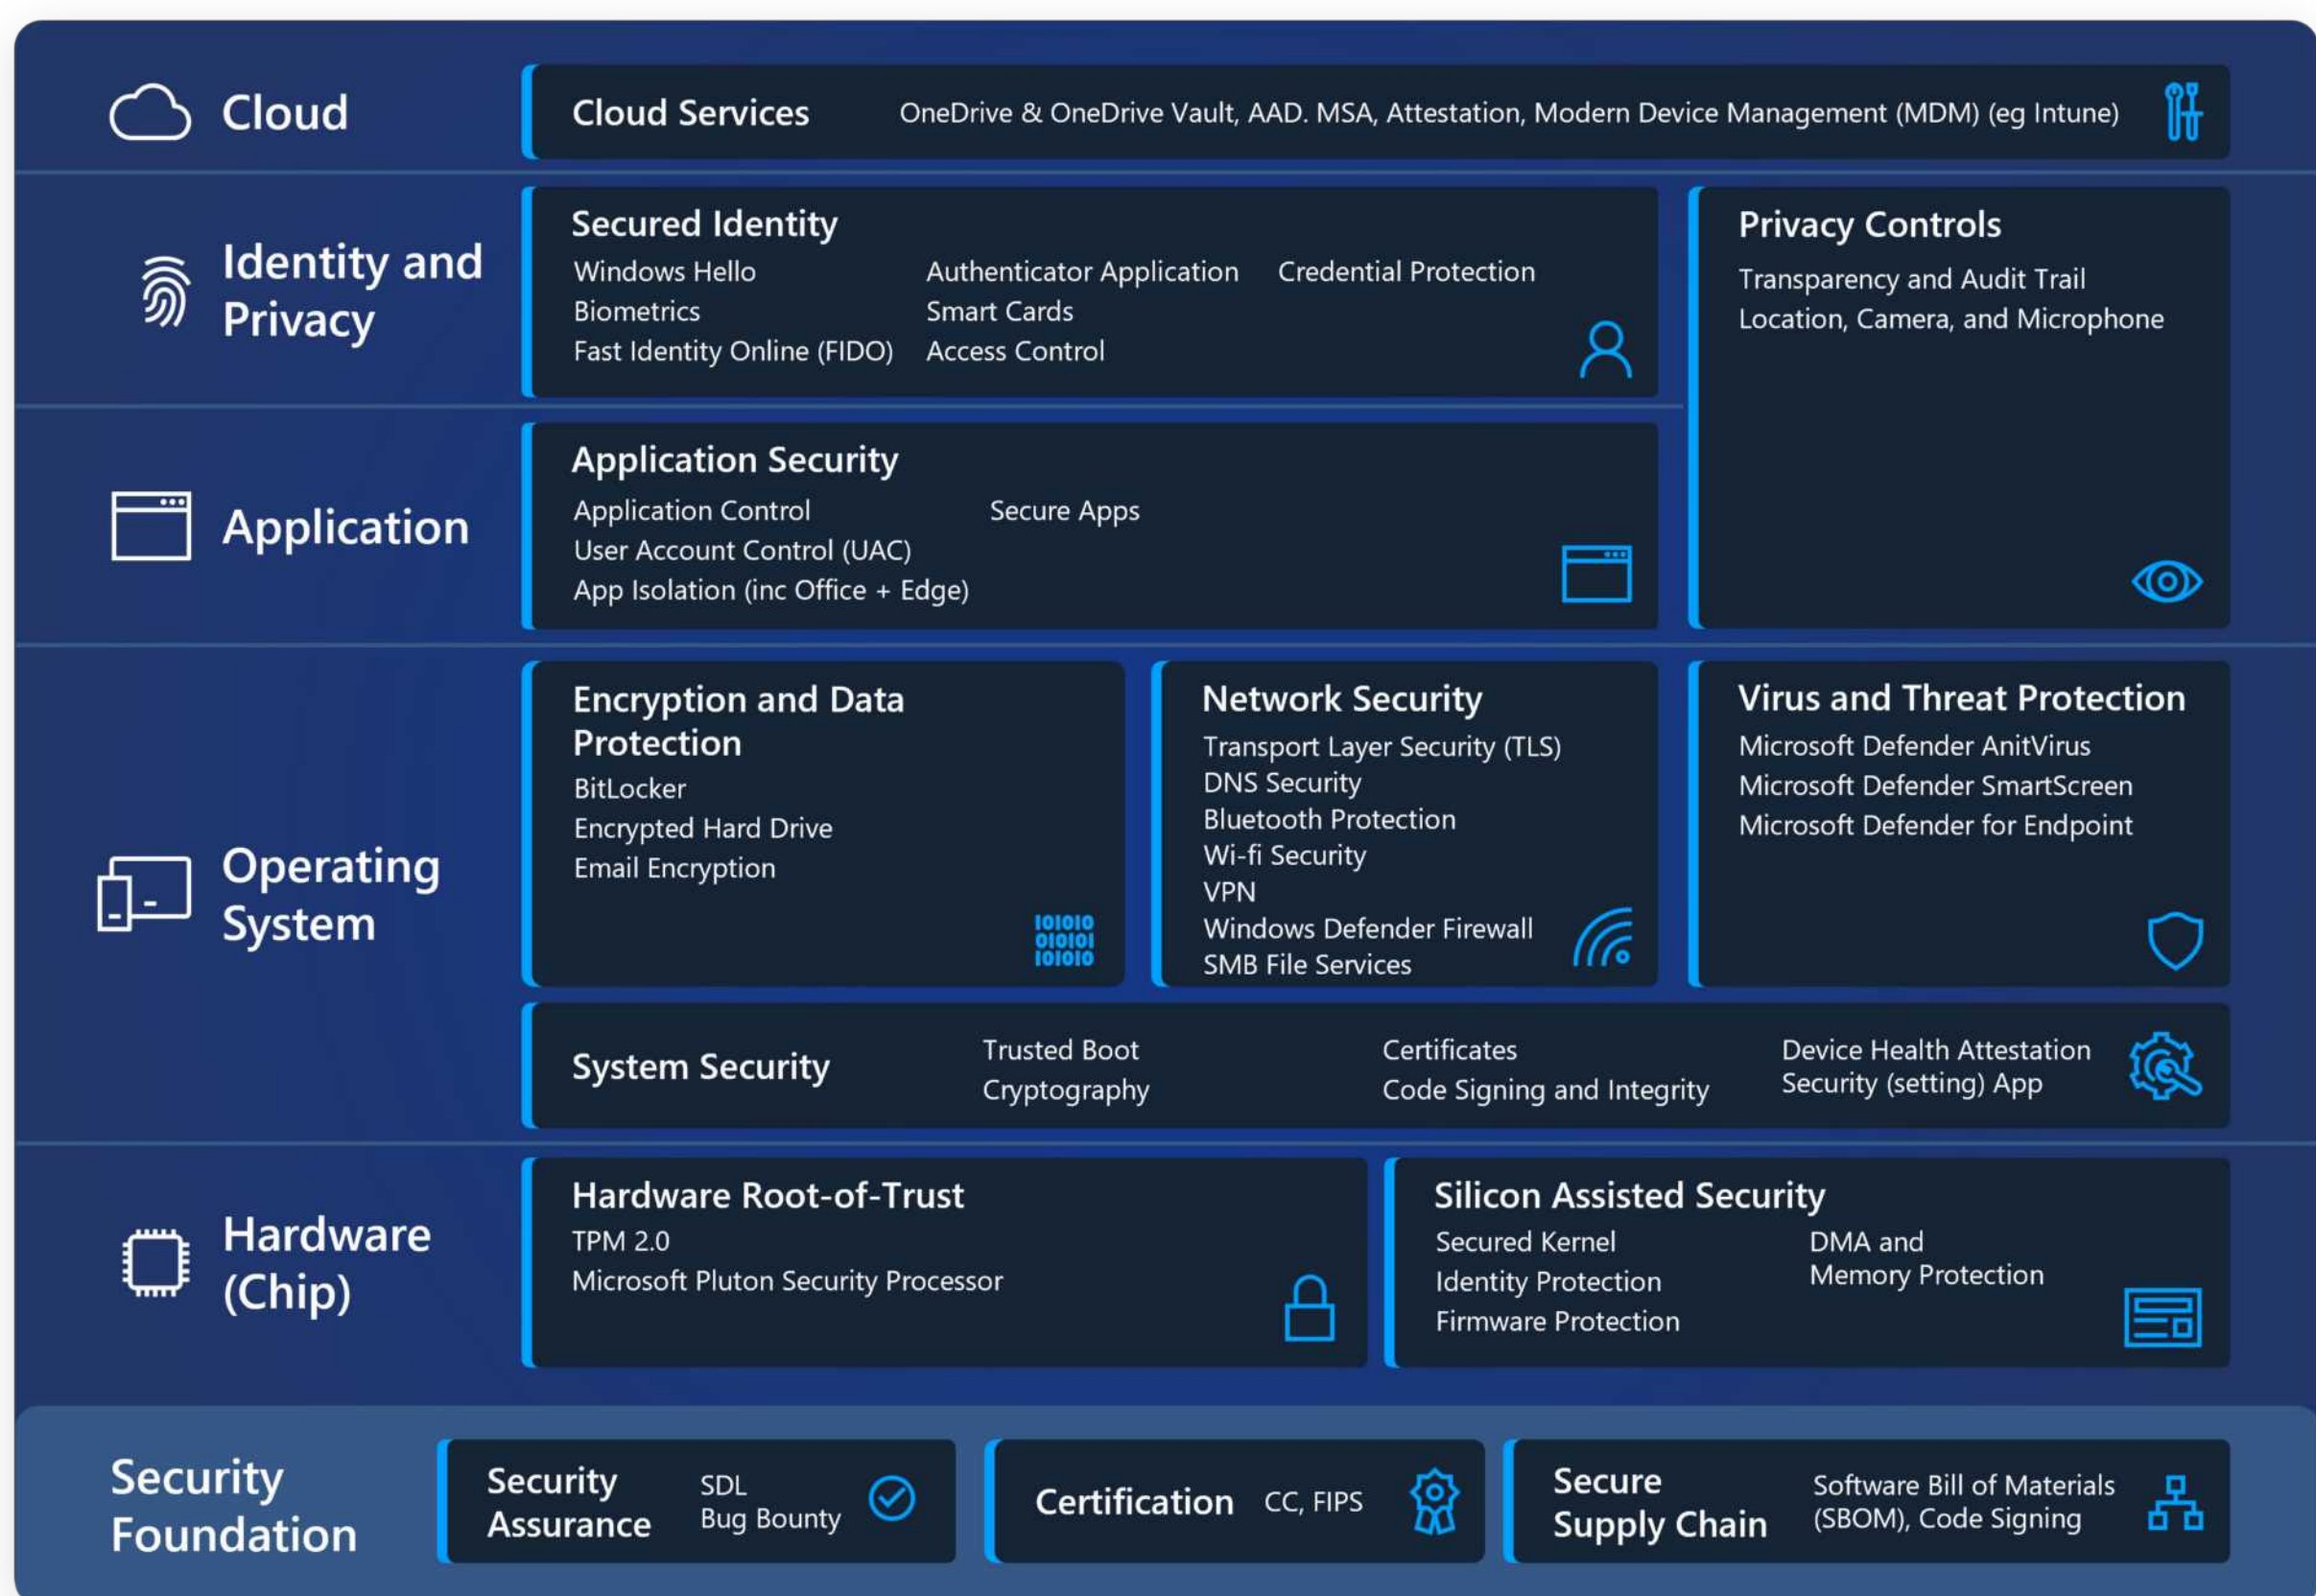 Cloud
Cloud Services
OneDrive & OneDrive Vault, AAD. MSA, Attestation, Modern Device Management (MDM) (eg Intune)
Identity and
Privacy
Secured Identity
Windows Hello
Biometrics
Fast Identity Online (FIDO)
Authenticator Application
Smart Cards
Access Control
Credential Protection
Privacy Controls
Transparency and Audit Trail
Location, Camera, and Microphone
Application
Application Security
Application Control
User Account Control (UAC)
App Isolation (inc Office + Edge)
Secure Apps
Operating
System
Encryption and Data
Protection
BitLocker
Encrypted Hard Drive
Email Encryption
101010
010101
101010
Network Security
Transport Layer Security (TLS)
DNS Security
Bluetooth Protection
Wi-fi Security
VPN
Windows Defender Firewall
SMB File Services
Virus and Threat Protection
Microsoft Defender AnitVirus
Microsoft Defender SmartScreen
Microsoft Defender for Endpoint
System Security
Trusted Boot
Cryptography
Certificates
Code Signing and Integrity
Device Health Attestation
Security (setting) App
Hardware
(Chip)
Hardware Root-of-Trust
TPM 2.0
Microsoft Pluton Security Processor
Silicon Assisted Security
Secured Kernel
Identity Protection
Firmware Protection
DMA and
Memory Protection
Security
Foundation
Security
Assurance
SDL
Bug Bounty
Certification
CC, FIPS
Secure
Supply Chain
Software Bill of Materials
(SBOM), Code Signing